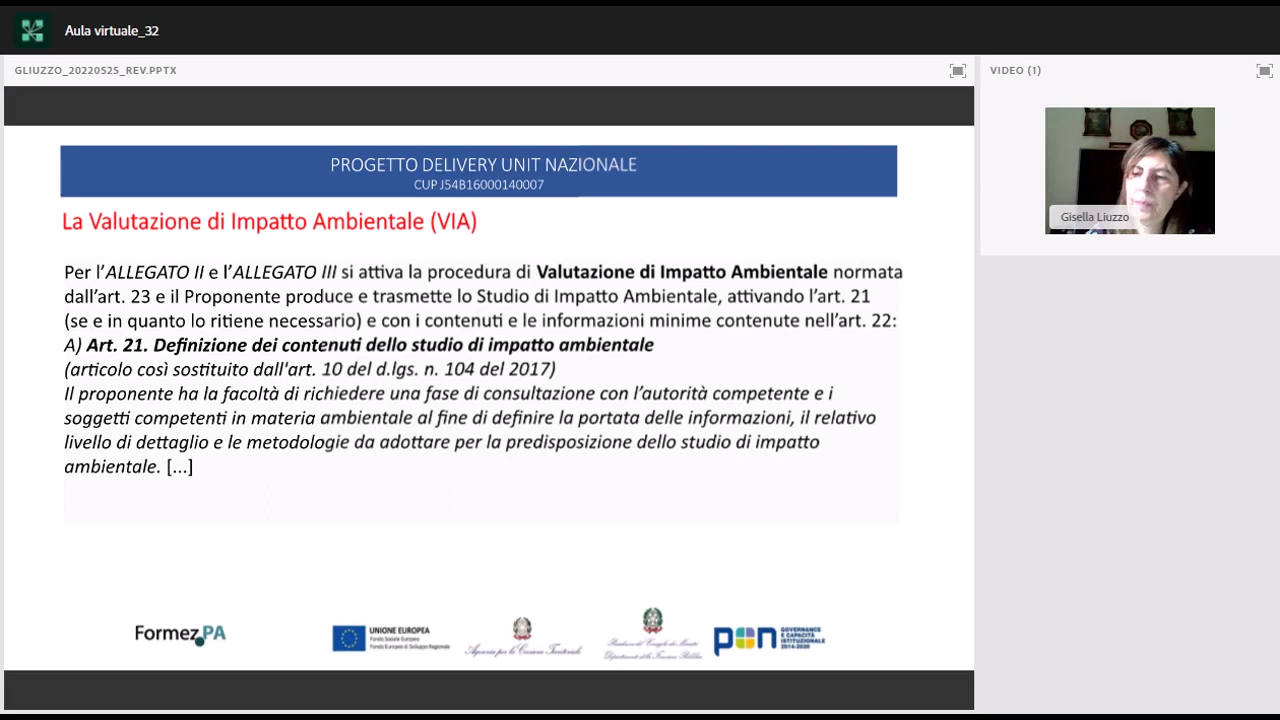 Aula virtuale_32
GLIUZZO_20220525_REV.PPTX
VIDEO (1)
Gisella Liuzzo
PROGETTO DELIVERY UNIT NAZIONALE
CUP J54B16000140007
La Valutazione di Impatto Ambientale (VIA)
Per l’ALLEGATO II e l’ALLEGATO III si attiva la procedura di Valutazione di Impatto Ambientale normata
dall’art. 23 e il Proponente produce e trasmette lo Studio di Impatto Ambientale, attivando l’art. 21
(se e in quanto lo ritiene necessario) e con i contenuti e le informazioni minime contenute nell’art. 22:
A) Art. 21. Definizione dei contenuti dello studio di impatto ambientale
(articolo così sostituito dall'art. 10 del d.lgs. n. 104 del 2017)
Il proponente ha la facoltà di richiedere una fase di consultazione con l’autorità competente e i
soggetti competenti in materia ambientale al fine di definire la portata delle informazioni, il relativo
livello di dettaglio e le metodologie da adottare per la predisposizione dello studio di impatto
ambientale. [...]
FormezPA
UNIONE EUROPEA
Fondo Sociale Europeo
Fondo Europeo di Sviluppo Regionale
Agenzia per la Coesione Territoriale
Presidenza del Consiglio dei Ministri
Dipartimento della Funzione Pubblica
pon
GOVERNANCE
E CAPACITÀ
ISTITUZIONALE
2014-2020